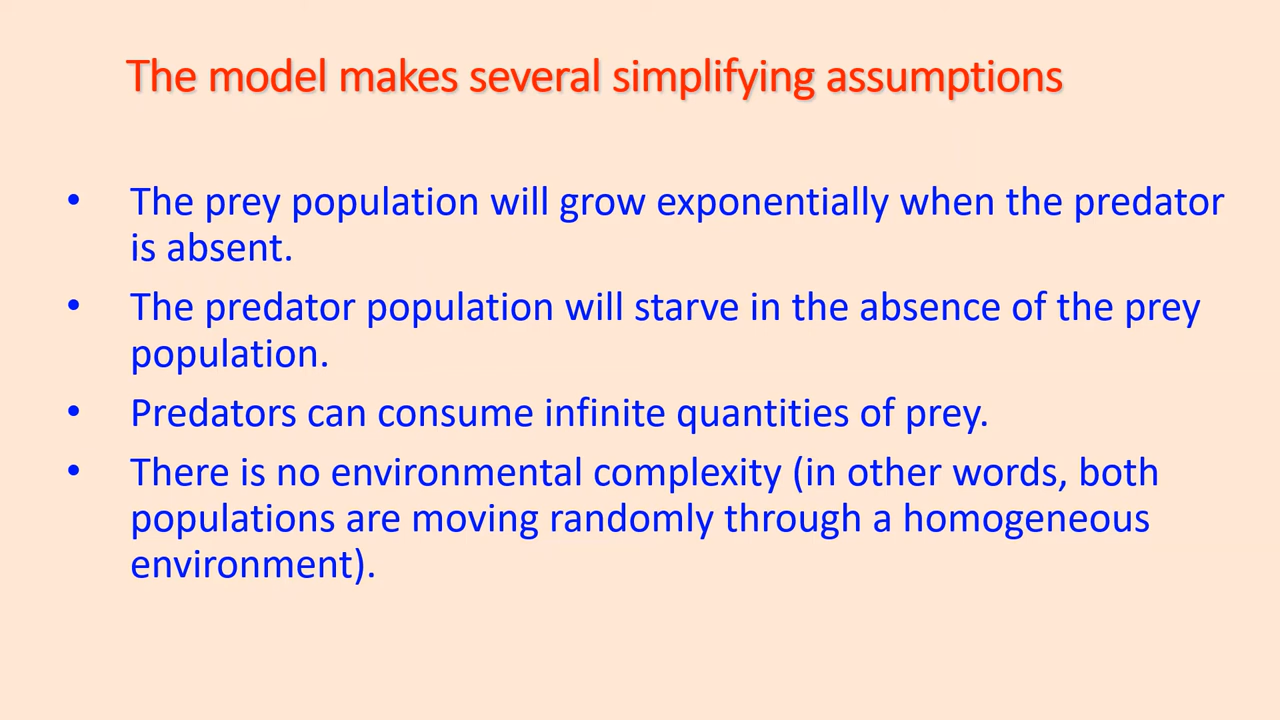 The model makes several simplifying assumptions
• The prey population will grow exponentially when the predator
is absent.
• The predator population will starve in the absence of the prey
population.
• Predators can consume infinite quantities of prey.
• There is no environmental complexity (in other words, both
populations are moving randomly through a homogeneous
environment).